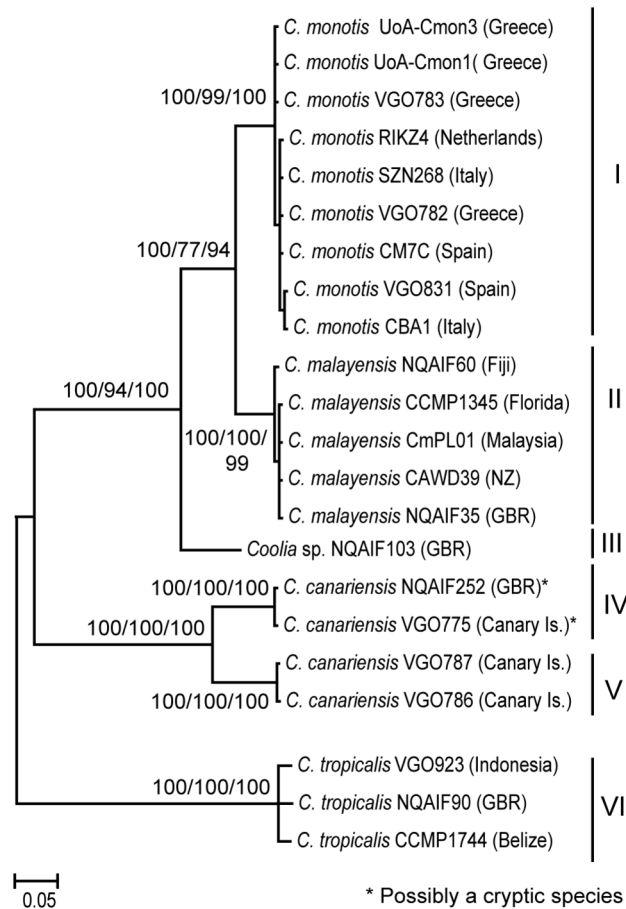 C. monotis UoA-Cmon3 (Greece)
C. monotis UoA-Cmon1( Greece)
100/99/100
C. monotis VGO783 (Greece)
C. monotis RIKZ4 (Netherlands)
C. monotis SZN268 (Italy)
I
C. monotis VGO782 (Greece)
100/77/94
C. monotis CM7C (Spain)
C. monotis VGO831 (Spain)
C. monotis CBA1 (Italy)
C. malayensis NQAIF60 (Fiji)
100/94/100
C. malayensis CCMP1345 (Florida)
II
100/100/
99
C. malayensis CmPL01 (Malaysia)
C. malayensis CAWD39 (NZ)
C. malayensis NQAIF35 (GBR)
Coolia sp. NQAIF103 (GBR)
III
100/100/100
C. canariensis NQAIF252 (GBR)*
IV
100/100/100
C. canariensis VGO775 (Canary Is.)*
C. canariensis VGO787 (Canary Is.)
V
100/100/100
C. canariensis VGO786 (Canary Is.)
C. tropicalis VGO923 (Indonesia)
100/100/100
C. tropicalis NQAIF90 (GBR)
VI
C. tropicalis CCMP1744 (Belize)
0.05
* Possibly a cryptic species